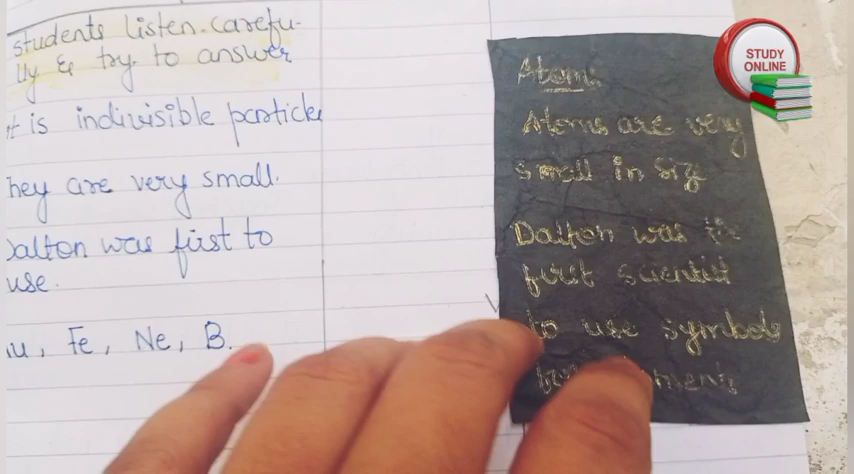 students listen carefu-
lly & try to answer
it is indivisible particle
hey are very small.
Dalton was first to
use.
u, Fe, Ne, B.
Atom
Atoms are very
small in size
Dalton was the
first scientist
to use symbols
STUDY
ONLINE